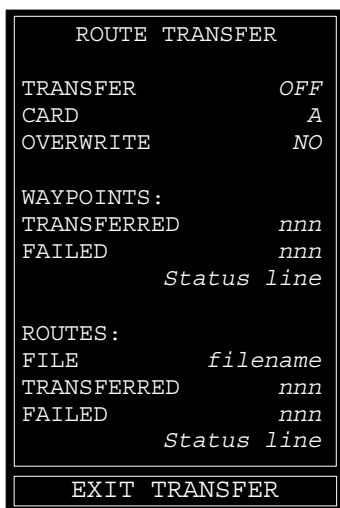 ROUTE TRANSFER
TRANSFER OFF
CARD A
OVERWRITE NO
WAYPOINTS:
TRANSFERRED nnn
FAILED nnn
Status line
ROUTES:
FILE filename
TRANSFERRED nnn
FAILED nnn
Status line
EXIT TRANSFER